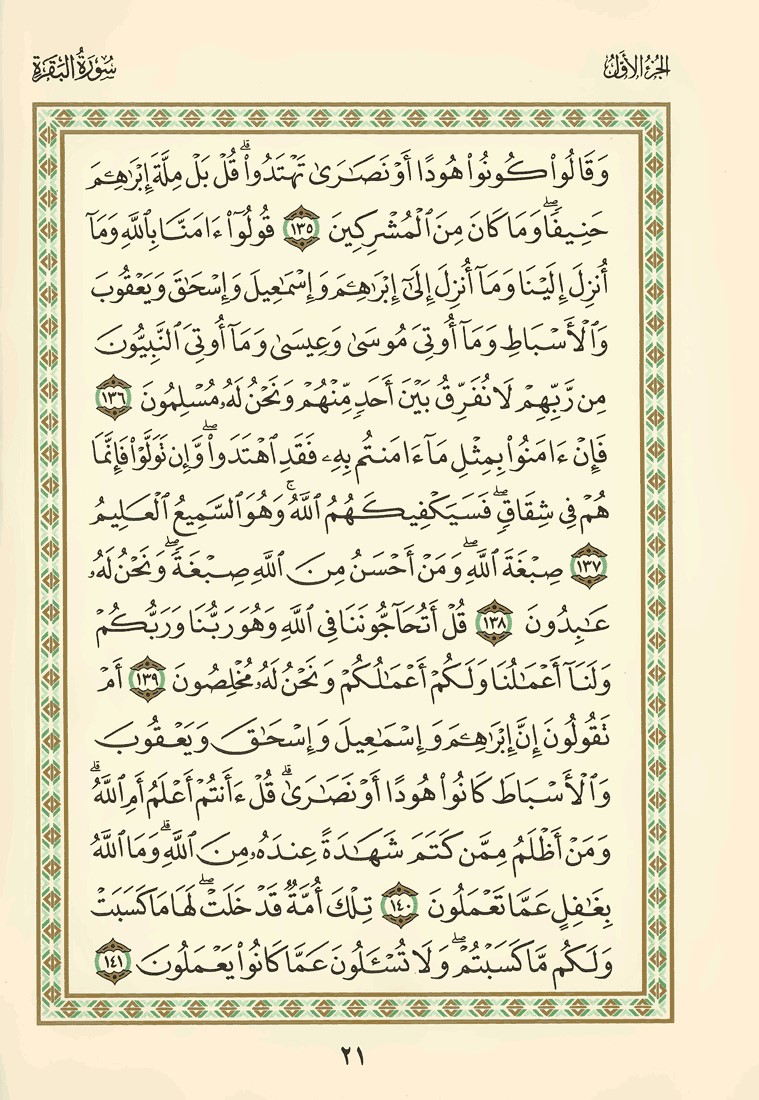 الجزء الأول
سورة البقرة
وَقَالُوا۟ كُونُوا۟ هُودًا أَوْ نَصَـٰرَىٰ تَهْتَدُوا۟ ۗ قُلْ بَلْ مِلَّةَ إِبْرَٰهِـۧمَ
حَنِيفًا ۖ وَمَا كَانَ مِنَ ٱلْمُشْرِكِينَ ١٣٥ قُولُوٓا۟ ءَامَنَّا بِٱللَّهِ وَمَآ
أُنزِلَ إِلَيْنَا وَمَآ أُنزِلَ إِلَىٰٓ إِبْرَٰهِـۧمَ وَإِسْمَـٰعِيلَ وَإِسْحَـٰقَ وَيَعْقُوبَ
وَٱلْأَسْبَاطِ وَمَآ أُوتِىَ مُوسَىٰ وَعِيسَىٰ وَمَآ أُوتِىَ ٱلنَّبِيُّونَ
مِن رَّبِّهِمْ لَا نُفَرِّقُ بَيْنَ أَحَدٍ مِّنْهُمْ وَنَحْنُ لَهُۥ مُسْلِمُونَ ١٣٦
فَإِنْ ءَامَنُوا۟ بِمِثْلِ مَآ ءَامَنتُم بِهِۦ فَقَدِ ٱهْتَدَوا۟ ۖ وَّإِن تَوَلَّوْا۟ فَإِنَّمَا
هُمْ فِى شِقَاقٍ ۖ فَسَيَكْفِيكَهُمُ ٱللَّهُ ۚ وَهُوَ ٱلسَّمِيعُ ٱلْعَلِيمُ
١٣٧ صِبْغَةَ ٱللَّهِ ۖ وَمَنْ أَحْسَنُ مِنَ ٱللَّهِ صِبْغَةً ۖ وَنَحْنُ لَهُۥ
عَـٰبِدُونَ ١٣٨ قُلْ أَتُحَآجُّونَنَا فِى ٱللَّهِ وَهُوَ رَبُّنَا وَرَبُّكُمْ
وَلَنَآ أَعْمَـٰلُنَا وَلَكُمْ أَعْمَـٰلُكُمْ وَنَحْنُ لَهُۥ مُخْلِصُونَ ١٣٩ أَمْ
تَقُولُونَ إِنَّ إِبْرَٰهِـۧمَ وَإِسْمَـٰعِيلَ وَإِسْحَـٰقَ وَيَعْقُوبَ
وَٱلْأَسْبَاطَ كَانُوا۟ هُودًا أَوْ نَصَـٰرَىٰ ۗ قُلْ ءَأَنتُمْ أَعْلَمُ أَمِ ٱللَّهُ ۗ
وَمَنْ أَظْلَمُ مِمَّن كَتَمَ شَهَـٰدَةً عِندَهُۥ مِنَ ٱللَّهِ ۗ وَمَا ٱللَّهُ
بِغَـٰفِلٍ عَمَّا تَعْمَلُونَ ١٤٠ تِلْكَ أُمَّةٌ قَدْ خَلَتْ ۖ لَهَا مَا كَسَبَتْ
وَلَكُم مَّا كَسَبْتُمْ ۖ وَلَا تُسْـَٔلُونَ عَمَّا كَانُوا۟ يَعْمَلُونَ ١٤١
٢١